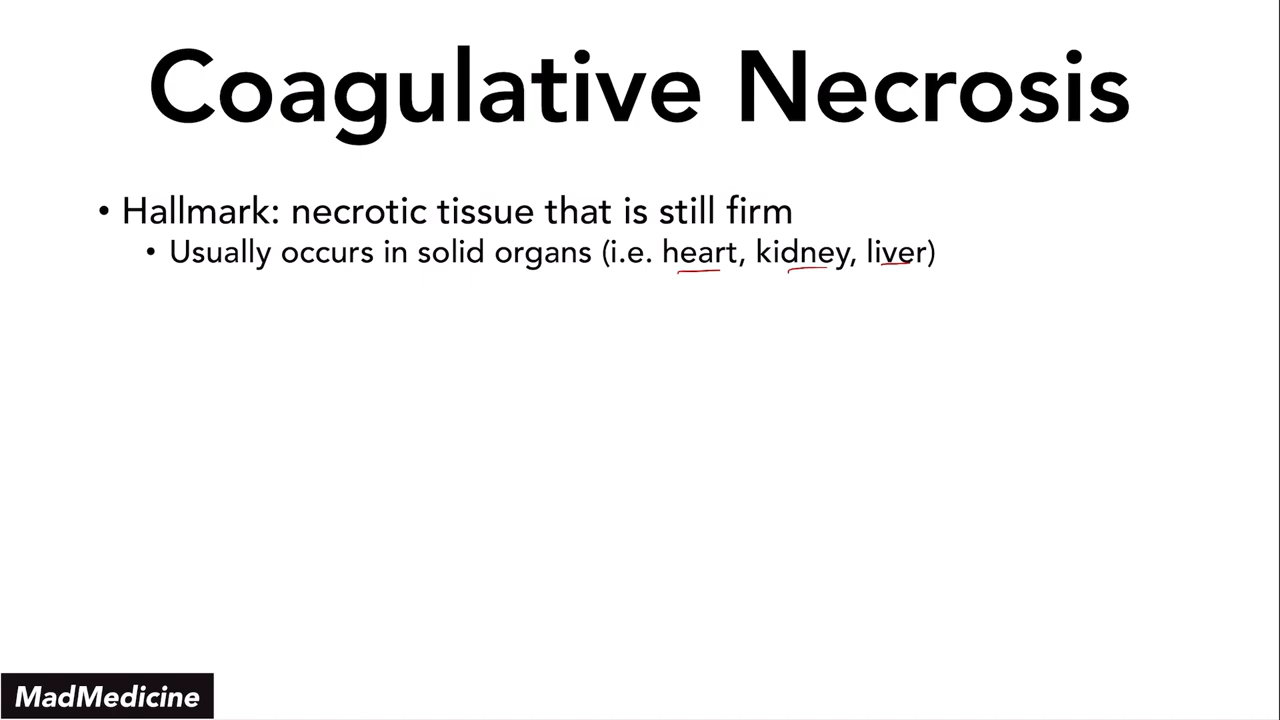 Coagulative Necrosis
• Hallmark: necrotic tissue that is still firm
• Usually occurs in solid organs (i.e. heart, kidney, liver)
MadMedicine